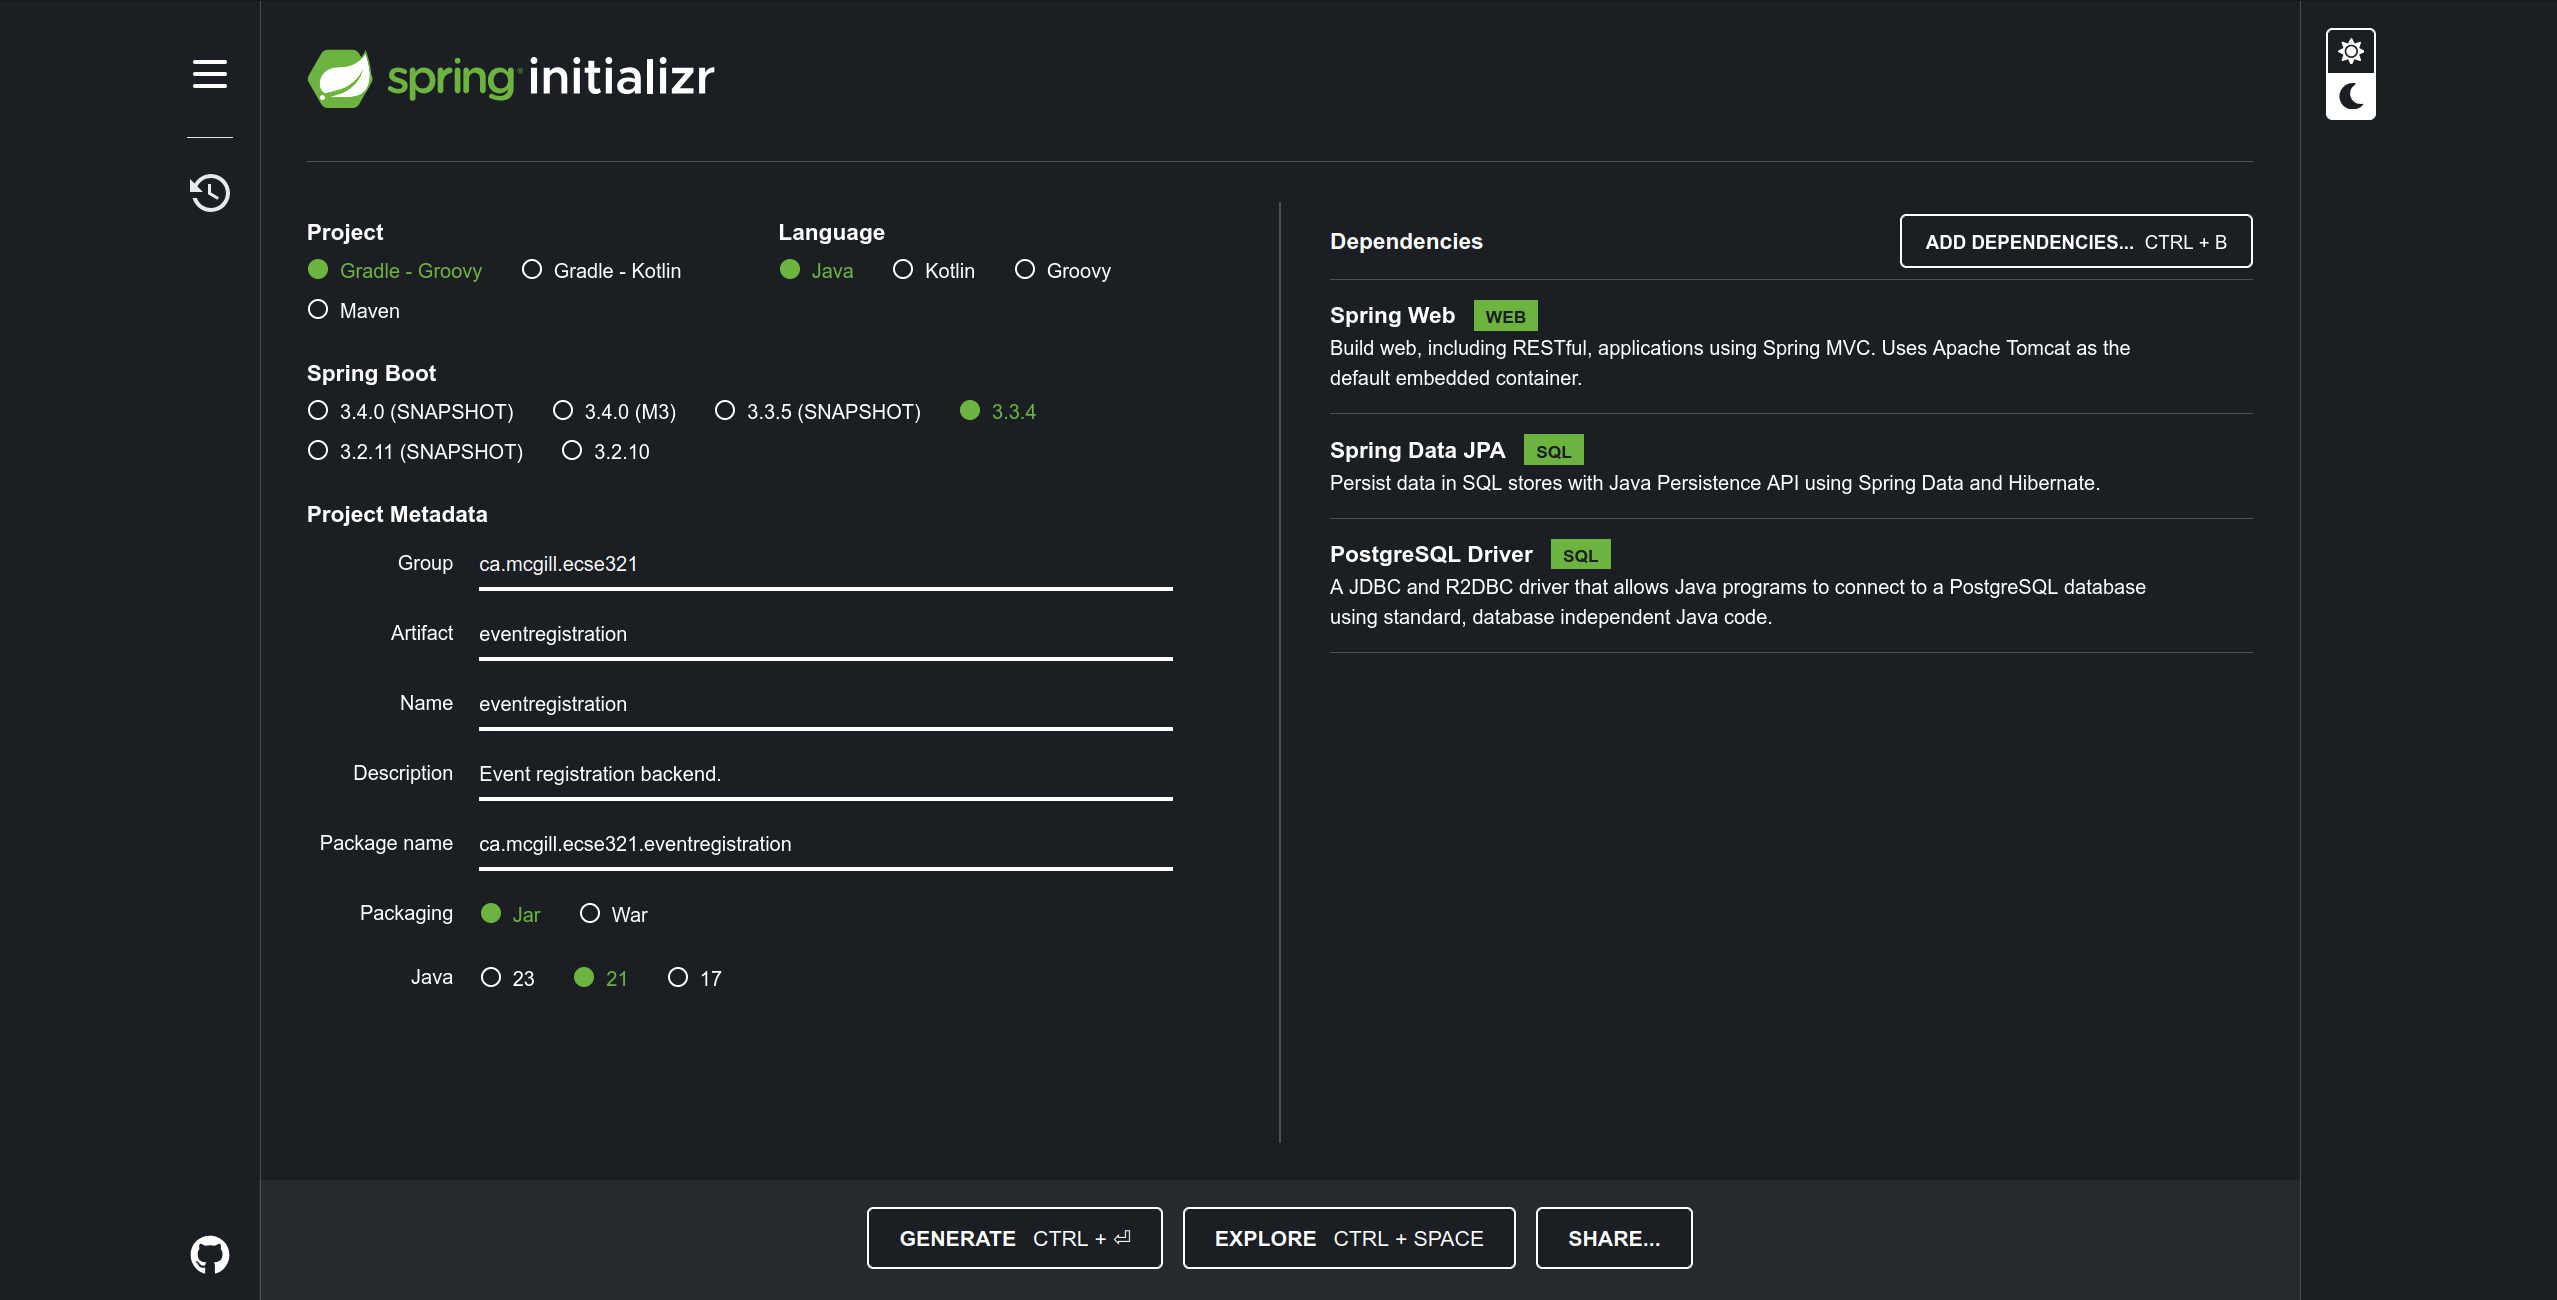 spring initializr
Project
Gradle - Groovy Gradle - Kotlin
Maven
Language
Java Kotlin Groovy
Spring Boot
3.4.0 (SNAPSHOT) 3.4.0 (M3) 3.3.5 (SNAPSHOT) 3.3.4
3.2.11 (SNAPSHOT) 3.2.10
Project Metadata
Group ca.mcgill.ecse321
Artifact eventregistration
Name eventregistration
Description Event registration backend.
Package name ca.mcgill.ecse321.eventregistration
Packaging Jar War
Java 23 21 17
Dependencies ADD DEPENDENCIES... CTRL + B
Spring Web WEB
Build web, including RESTful, applications using Spring MVC. Uses Apache Tomcat as the
default embedded container.
Spring Data JPA SQL
Persist data in SQL stores with Java Persistence API using Spring Data and Hibernate.
PostgreSQL Driver SQL
A JDBC and R2DBC driver that allows Java programs to connect to a PostgreSQL database
using standard, database independent Java code.
GENERATE CTRL + ⏎ EXPLORE CTRL + SPACE SHARE...